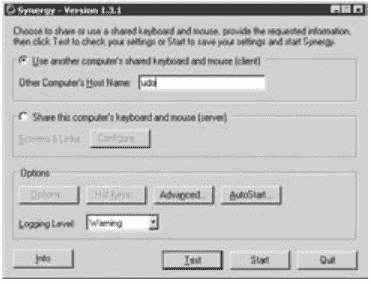 Synergy - Version 1.3.1
Choose to share or use a shared keyboard and mouse, provide the requested information,
then click Test to check your settings or Start to save your settings and start Synergy.
Use another computer's shared keyboard and mouse (client)
Other Computer's Host Name: udo
Share this computer's keyboard and mouse (server)
Screens & Links: Configure...
Options
Options... Hot Keys... Advanced... AutoStart...
Logging Level: Warning
Info Test Start Quit